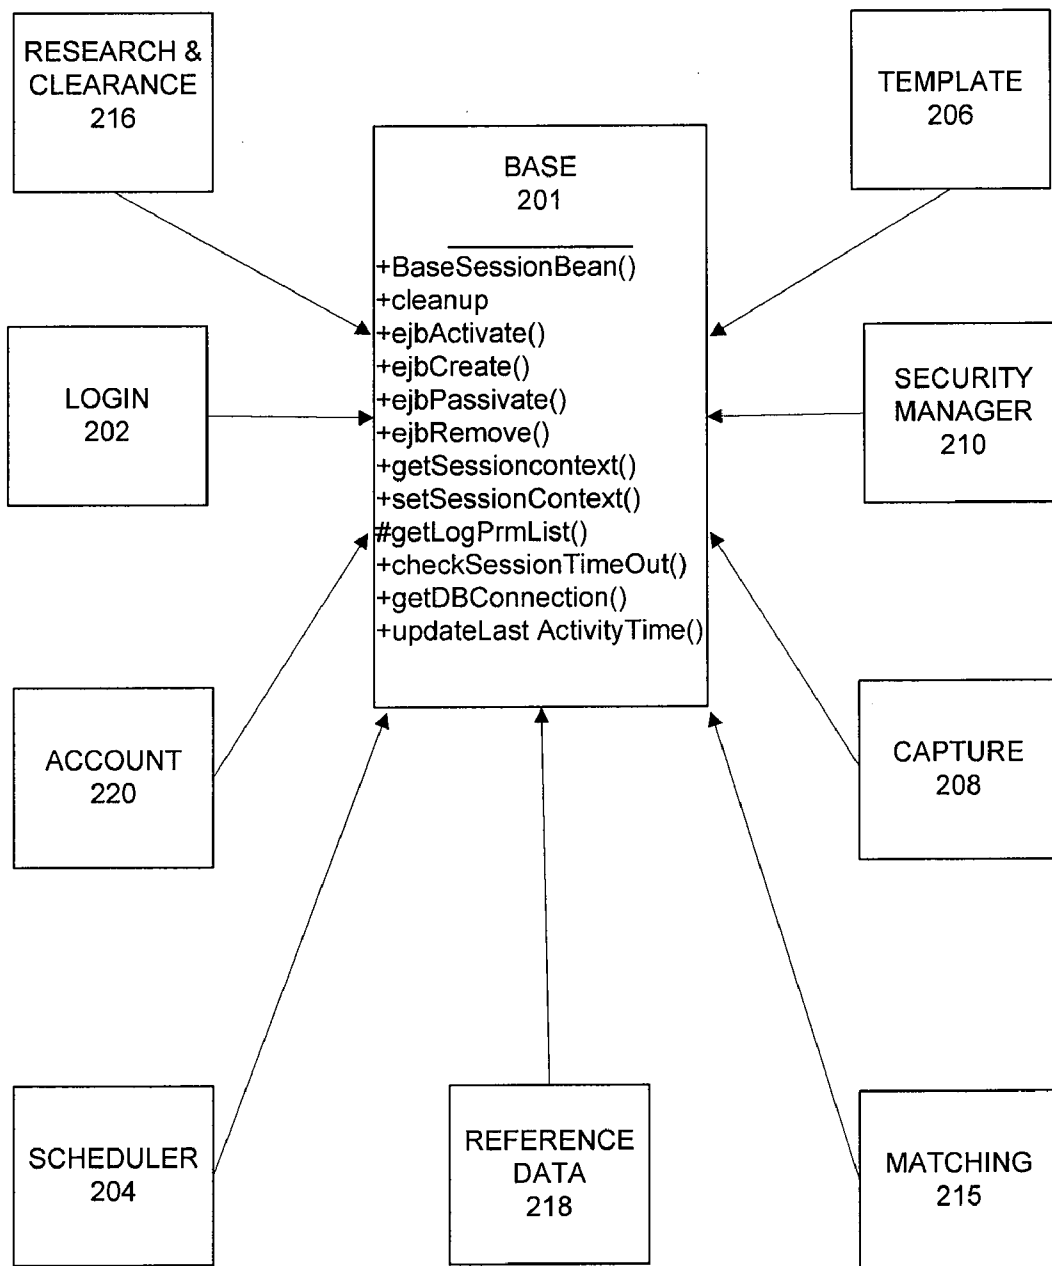 RESEARCH &
CLEARANCE
216
TEMPLATE
206
BASE
201
+BaseSessionBean()
+cleanup
+ejbActivate()
+ejbCreate()
+ejbPassivate()
+ejbRemove()
+getSessioncontext()
+setSessionContext()
#getLogPrmList()
+checkSessionTimeOut()
+getDBConnection()
+updateLast ActivityTime()
LOGIN
202
SECURITY
MANAGER
210
ACCOUNT
220
CAPTURE
208
SCHEDULER
204
REFERENCE
DATA
218
MATCHING
215